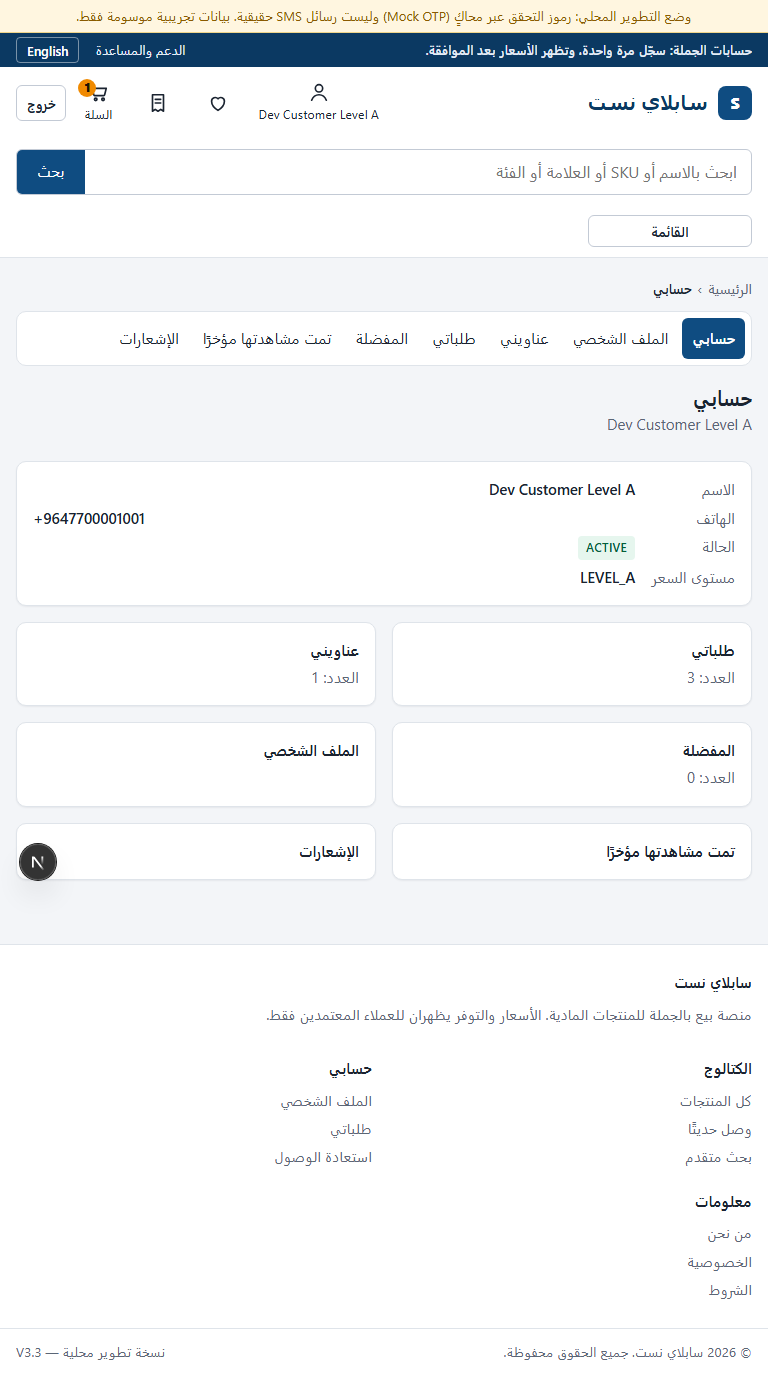 وضع التطوير المحلي: رموز التحقق عبر محاكٍ (Mock OTP) وليست رسائل SMS حقيقية. بيانات تجريبية موسومة فقط.
حسابات الجملة: سجّل مرة واحدة، وتظهر الأسعار بعد الموافقة.
الدعم والمساعدة
English
S
سابلاي نست
Dev Customer Level A
1
السلة
خروج
ابحث بالاسم أو SKU أو العلامة أو الفئة
بحث
القائمة
الرئيسية › حسابي
حسابي
الملف الشخصي
عناويني
طلباتي
المفضلة
تمت مشاهدتها مؤخرًا
الإشعارات
حسابي
Dev Customer Level A
الاسم Dev Customer Level A
الهاتف +9647700001001
الحالة ACTIVE
مستوى السعر LEVEL_A
طلباتي
العدد: 3
عناويني
العدد: 1
المفضلة
العدد: 0
الملف الشخصي
تمت مشاهدتها مؤخرًا
الإشعارات
N
سابلاي نست
منصة بيع بالجملة للمنتجات المادية. الأسعار والتوفر يظهران للعملاء المعتمدين فقط.
الكتالوج
كل المنتجات
وصل حديثًا
بحث متقدم
حسابي
الملف الشخصي
طلباتي
استعادة الوصول
معلومات
من نحن
الخصوصية
الشروط
© 2026 سابلاي نست. جميع الحقوق محفوظة.
نسخة تطوير محلية — V3.3